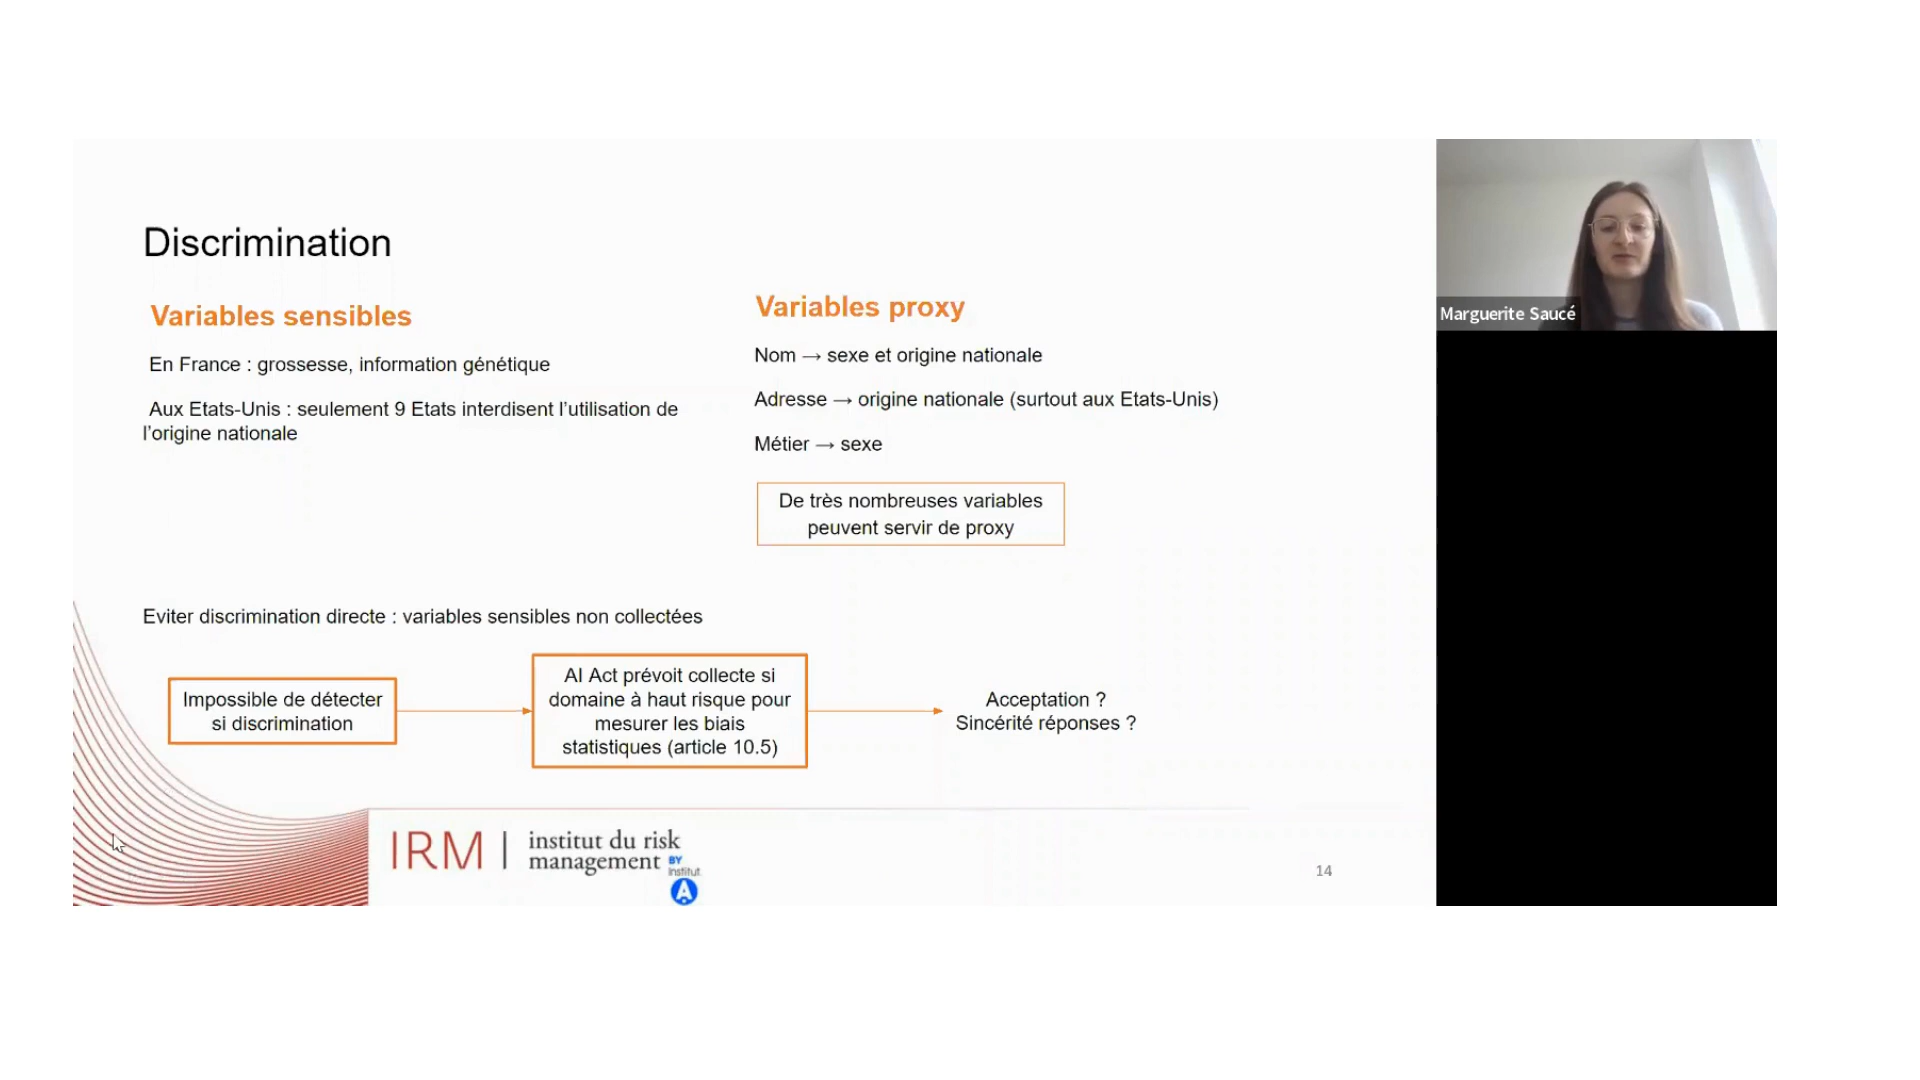 Discrimination
Variables sensibles
En France : grossesse, information génétique
Aux Etats-Unis : seulement 9 Etats interdisent l’utilisation de
l’origine nationale
Variables proxy
Nom → sexe et origine nationale
Adresse → origine nationale (surtout aux Etats-Unis)
Métier → sexe
De très nombreuses variables
peuvent servir de proxy
Eviter discrimination directe : variables sensibles non collectées
Impossible de détecter
si discrimination
AI Act prévoit collecte si
domaine à haut risque pour
mesurer les biais
statistiques (article 10.5)
Acceptation ?
Sincérité réponses ?
IRM | institut du risk
management
BY
Institut.
A
14
Marguerite Saucé